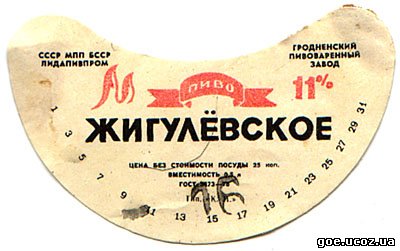 СССР МПП БССР
ЛИДАПИВПРОМ
ГРОДНЕНСКИЙ
ПИВОВАРЕННЫЙ
ЗАВОД
М
ПИВО
11%
ЖИГУЛЁВСКОЕ
ЦЕНА БЕЗ СТОИМОСТИ ПОСУДЫ 25 коп.
ВМЕСТИМОСТЬ 0,5 л
ГОСТ
1 3 5 7 9 11 13 15 17 19 21 23 25 27 29 31
16
goe.ucoz.ua